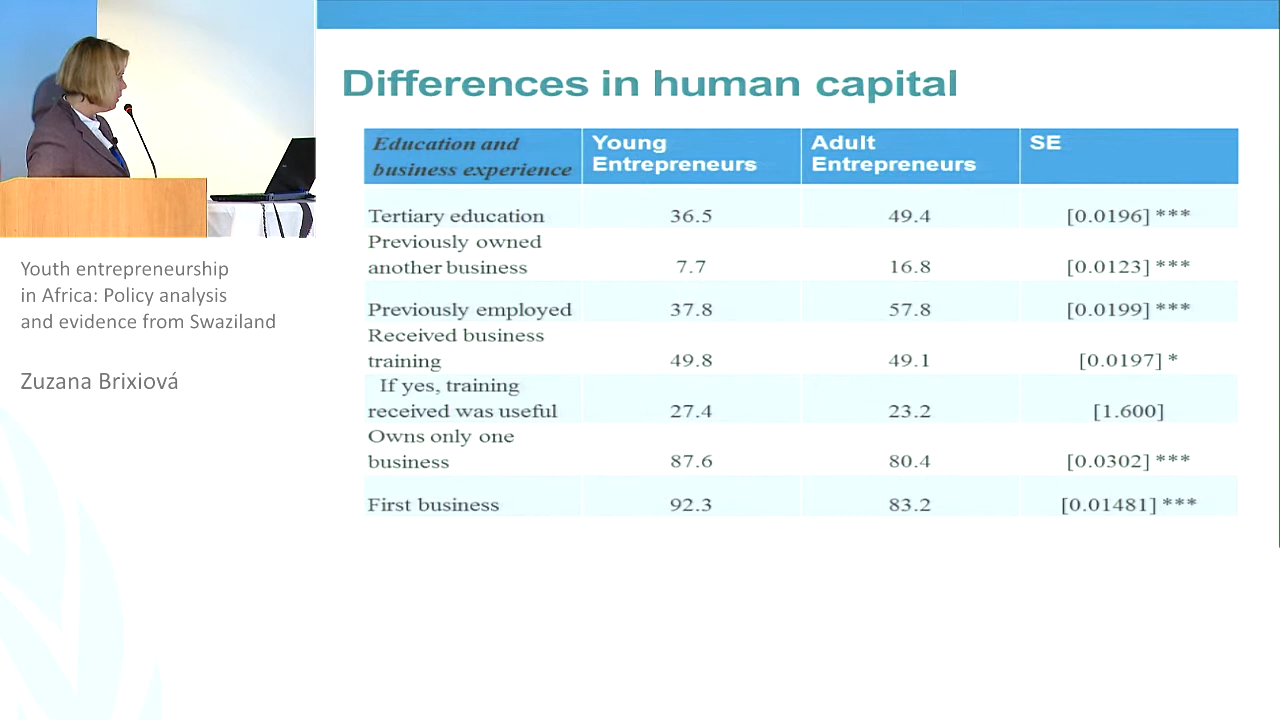 Differences in human capital
Education and business experience Young Entrepreneurs Adult Entrepreneurs SE
Tertiary education 36.5 49.4 [0.0196] ***
Previously owned another business 7.7 16.8 [0.0123] ***
Previously employed 37.8 57.8 [0.0199] ***
Received business training 49.8 49.1 [0.0197] *
If yes, training received was useful 27.4 23.2 [1.600]
Owns only one business 87.6 80.4 [0.0302] ***
First business 92.3 83.2 [0.01481] ***
Youth entrepreneurship
in Africa: Policy analysis
and evidence from Swaziland
Zuzana Brixiová